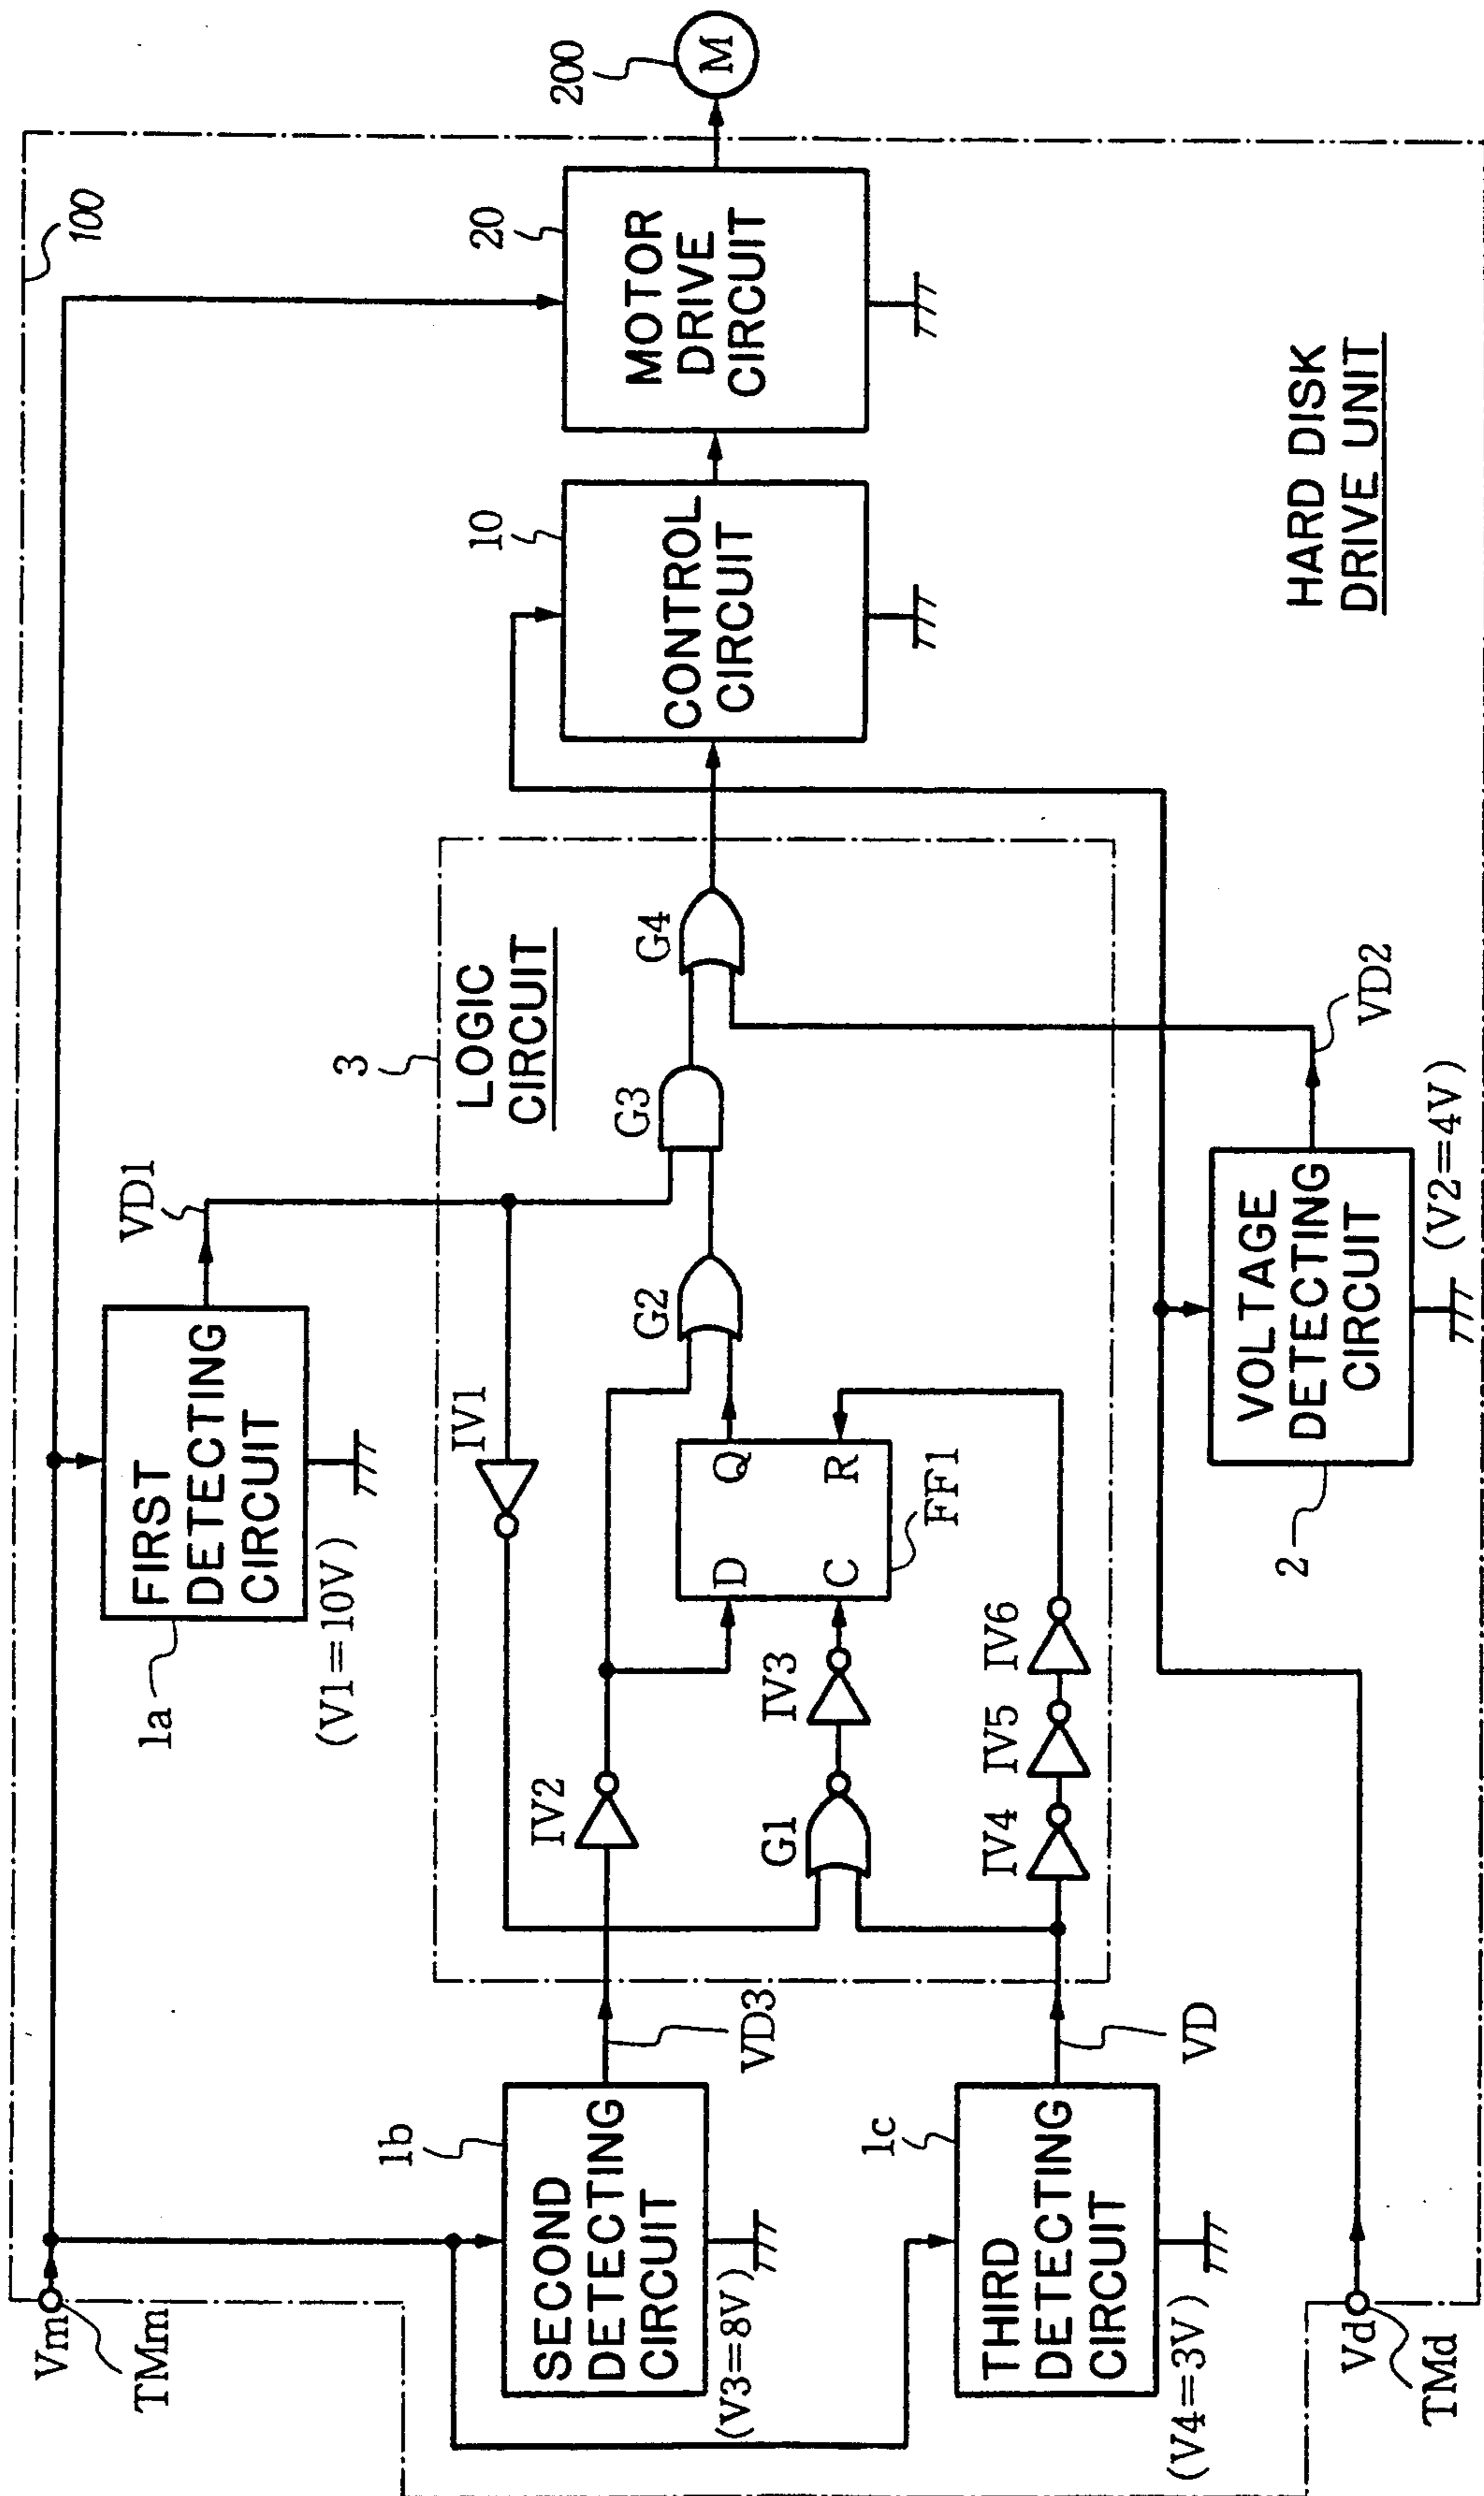 100
200
M
Vm
TMm
1a
FIRST
DETECTING
CIRCUIT
(V1=10V)
VD1
20
MOTOR
DRIVE
CIRCUIT
10
CONTROL
CIRCUIT
3
LOGIC
CIRCUIT
1b
SECOND
DETECTING
CIRCUIT
(V3=8V)
VD3
IV1
IV2
G2
G3
G4
D
Q
C
R
FF1
G1
IV3
1c
THIRD
DETECTING
CIRCUIT
(V4=3V)
VD
IV4
IV5
IV6
Vd
TMd
2
VOLTAGE
DETECTING
CIRCUIT
(V2=4V)
VD2
HARD DISK
DRIVE UNIT